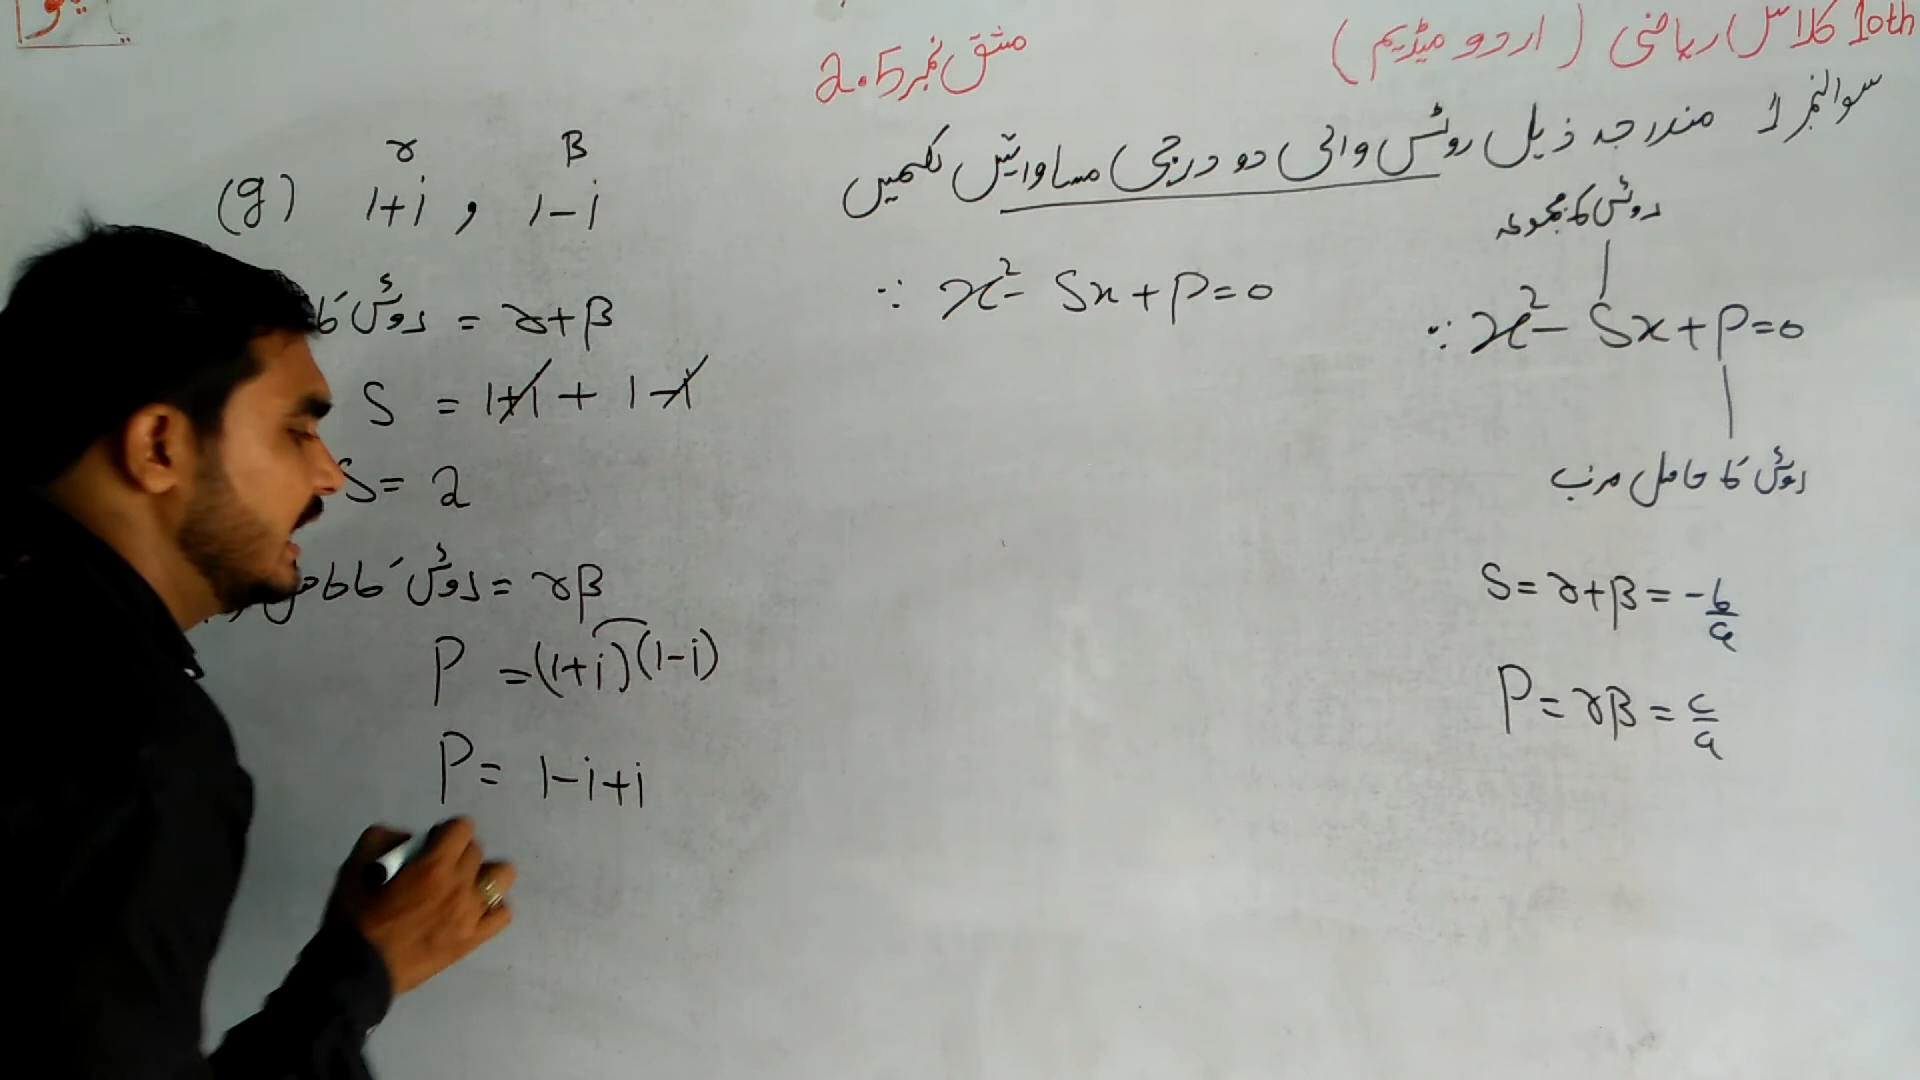 10th کلاس ریاضی (اردو میڈیم)
مشق نمبر 2.5
سوال نمبر 1 مندرجہ ذیل روٹس والی دو درجی مساواتیں لکھیں
(g) 1+i , 1-i
α β
روٹس کا = α+β
S = 1+i + 1-i
S = 2
روٹس کا حاصل = αβ
P = (1+i)(1-i)
P = 1-i+i
∵ x²- Sx+P=0
روٹس کا مجموعہ
∵ x²- Sx+P=0
روٹس کا حاصل ضرب
S = α+β = -b/a
P = αβ = c/a